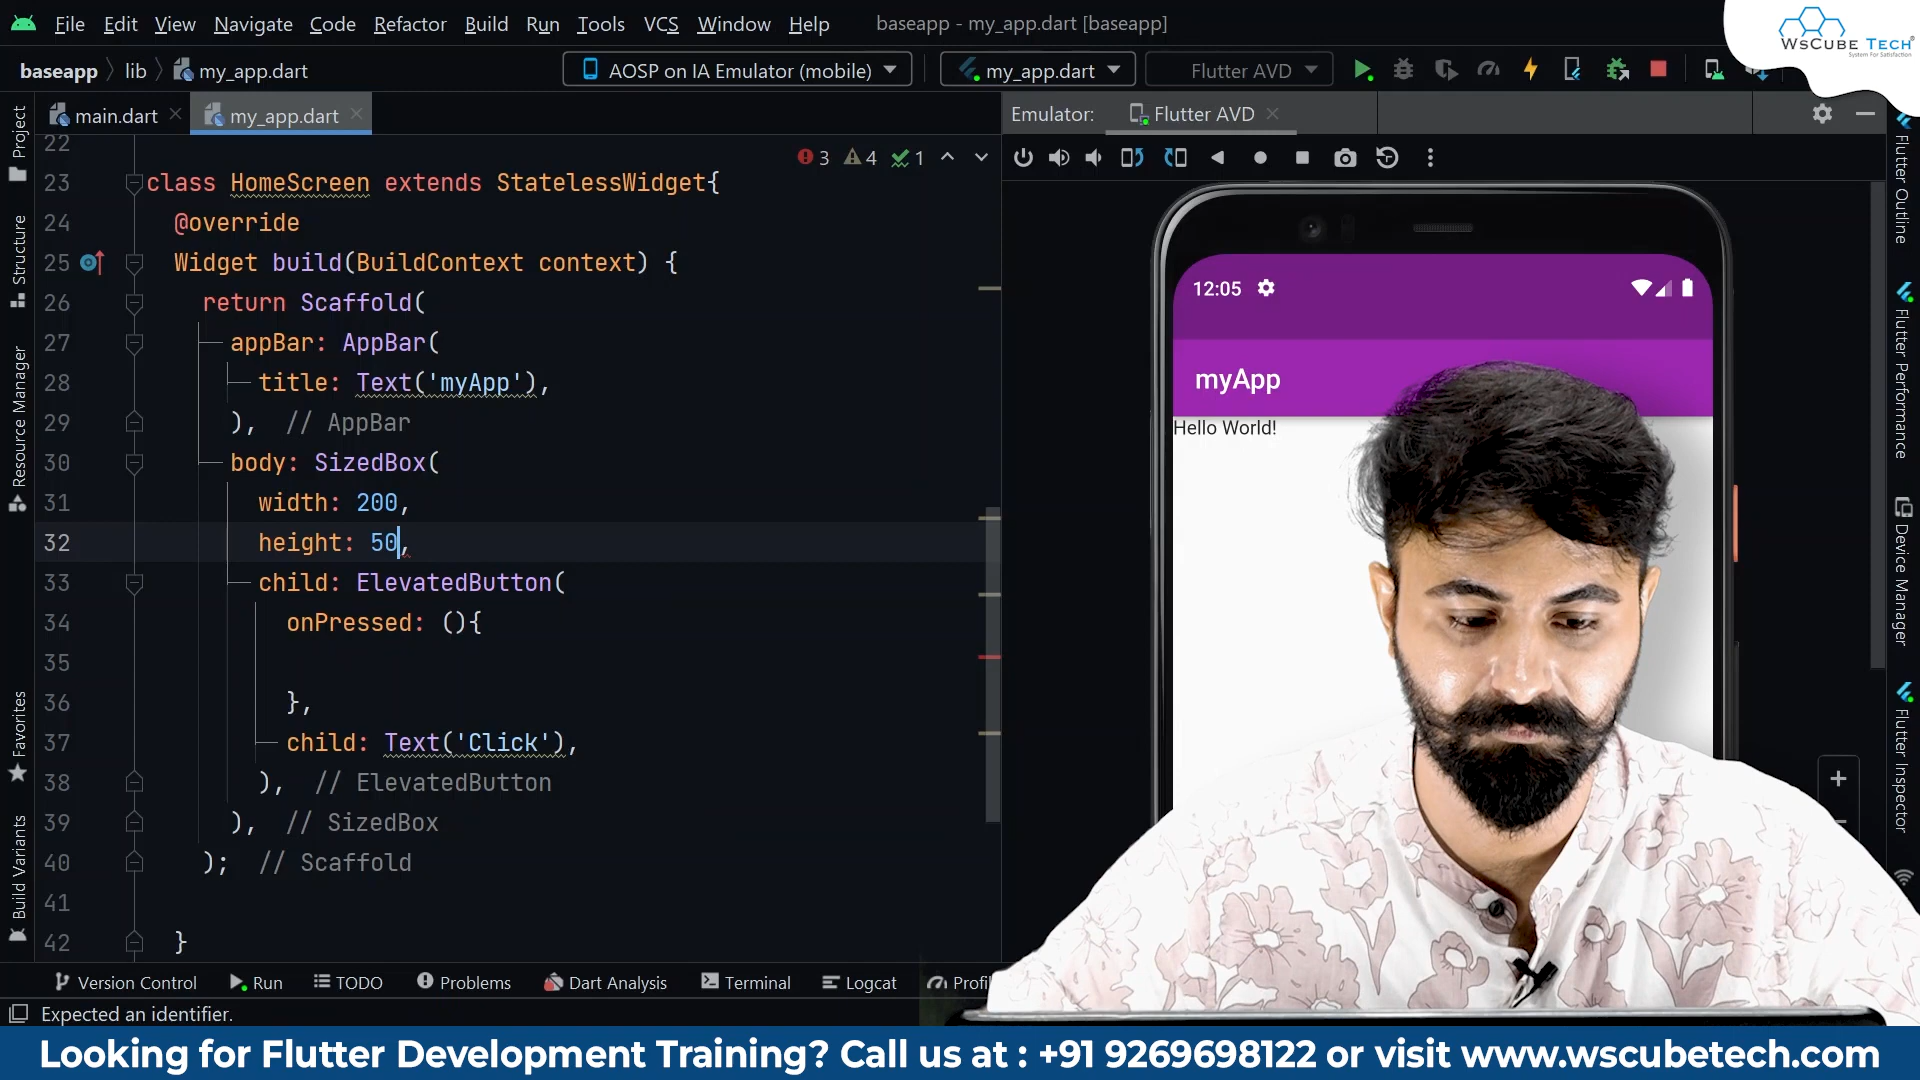 File Edit View Navigate Code Refactor Build Run Tools VCS Window Help baseapp - my_app.dart [baseapp]
WsCube Tech
System For Satisfaction
baseapp lib my_app.dart AOSP on IA Emulator (mobile) my_app.dart Flutter AVD
main.dart my_app.dart Emulator: Flutter AVD
3 4 1
22
23 class HomeScreen extends StatelessWidget{
24 @override
25 Widget build(BuildContext context) {
26 return Scaffold(
27 appBar: AppBar(
28 title: Text('myApp'),
29 ), // AppBar
30 body: SizedBox(
31 width: 200,
32 height: 50,
33 child: ElevatedButton(
34 onPressed: (){
35
36 },
37 child: Text('Click'),
38 ), // ElevatedButton
39 ), // SizedBox
40 ); // Scaffold
41
42 }
12:05
myApp
Hello World!
Project
Structure
Resource Manager
Favorites
Build Variants
Flutter Outline
Flutter Performance
Device Manager
Flutter Inspector
Version Control Run TODO Problems Dart Analysis Terminal Logcat Profil
Expected an identifier.
Looking for Flutter Development Training? Call us at : +91 9269698122 or visit www.wscubetech.com